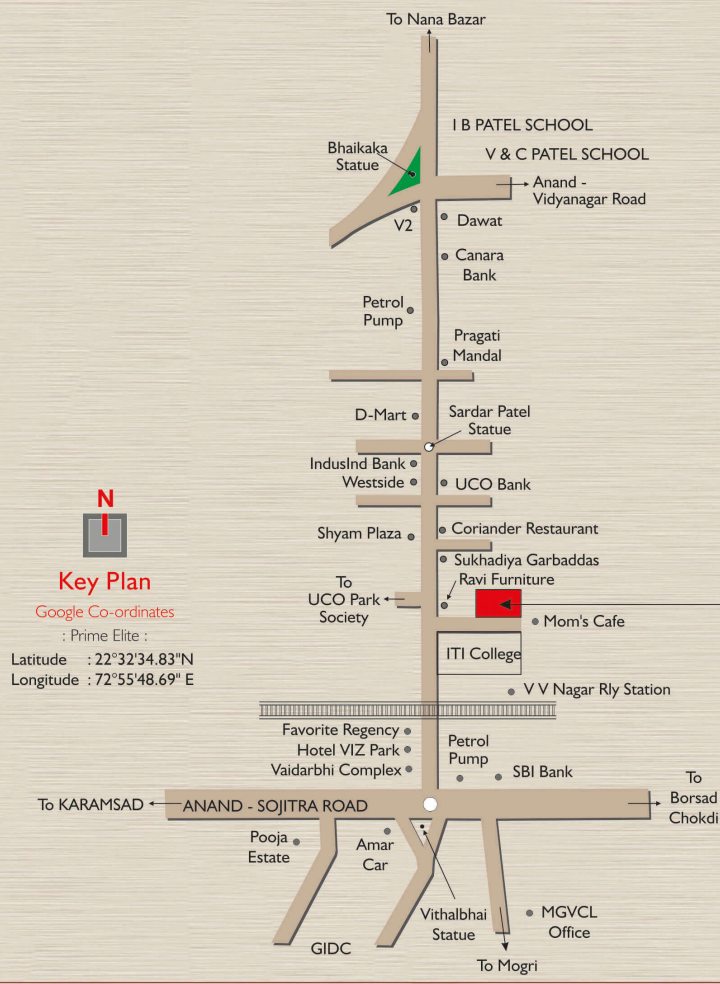 To Nana Bazar
I B PATEL SCHOOL
Bhaikaka
Statue
V & C PATEL SCHOOL
Anand -
Vidyanagar Road
V2
Dawat
Canara
Bank
Petrol
Pump
Pragati
Mandal
D-Mart
Sardar Patel
Statue
IndusInd Bank
Westside
UCO Bank
Shyam Plaza
Coriander Restaurant
Sukhadiya Garbaddas
Ravi Furniture
To
UCO Park
Society
Mom's Cafe
ITI College
N
Key Plan
Google Co-ordinates
: Prime Elite :
Latitude : 22°32'34.83"N
Longitude : 72°55'48.69" E
V V Nagar Rly Station
Favorite Regency
Hotel VIZ Park
Vaidarbhi Complex
Petrol
Pump
SBI Bank
To KARAMSAD
ANAND - SOJITRA ROAD
To
Borsad
Chokdi
Pooja
Estate
Amar
Car
Vithalbhai
Statue
MGVCL
Office
GIDC
To Mogri